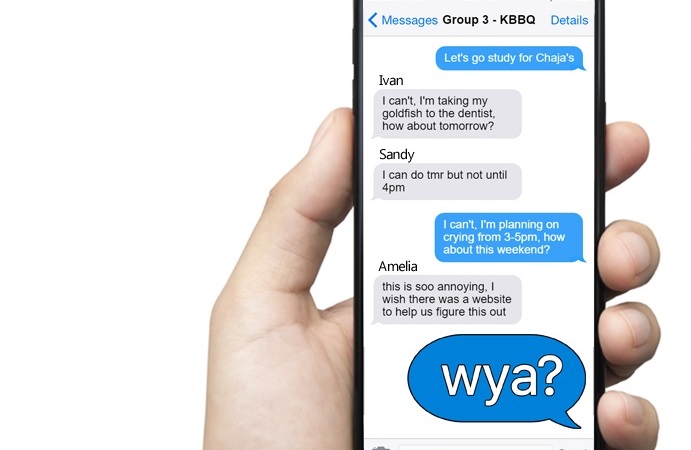 Messages Group 3 - KBBQ Details
Let's go study for Chaja's
Ivan
I can't, I'm taking my
goldfish to the dentist,
how about tomorrow?
Sandy
I can do tmr but not until
4pm
I can't, I'm planning on
crying from 3-5pm, how
about this weekend?
Amelia
this is soo annoying, I
wish there was a website
to help us figure this out
wya?